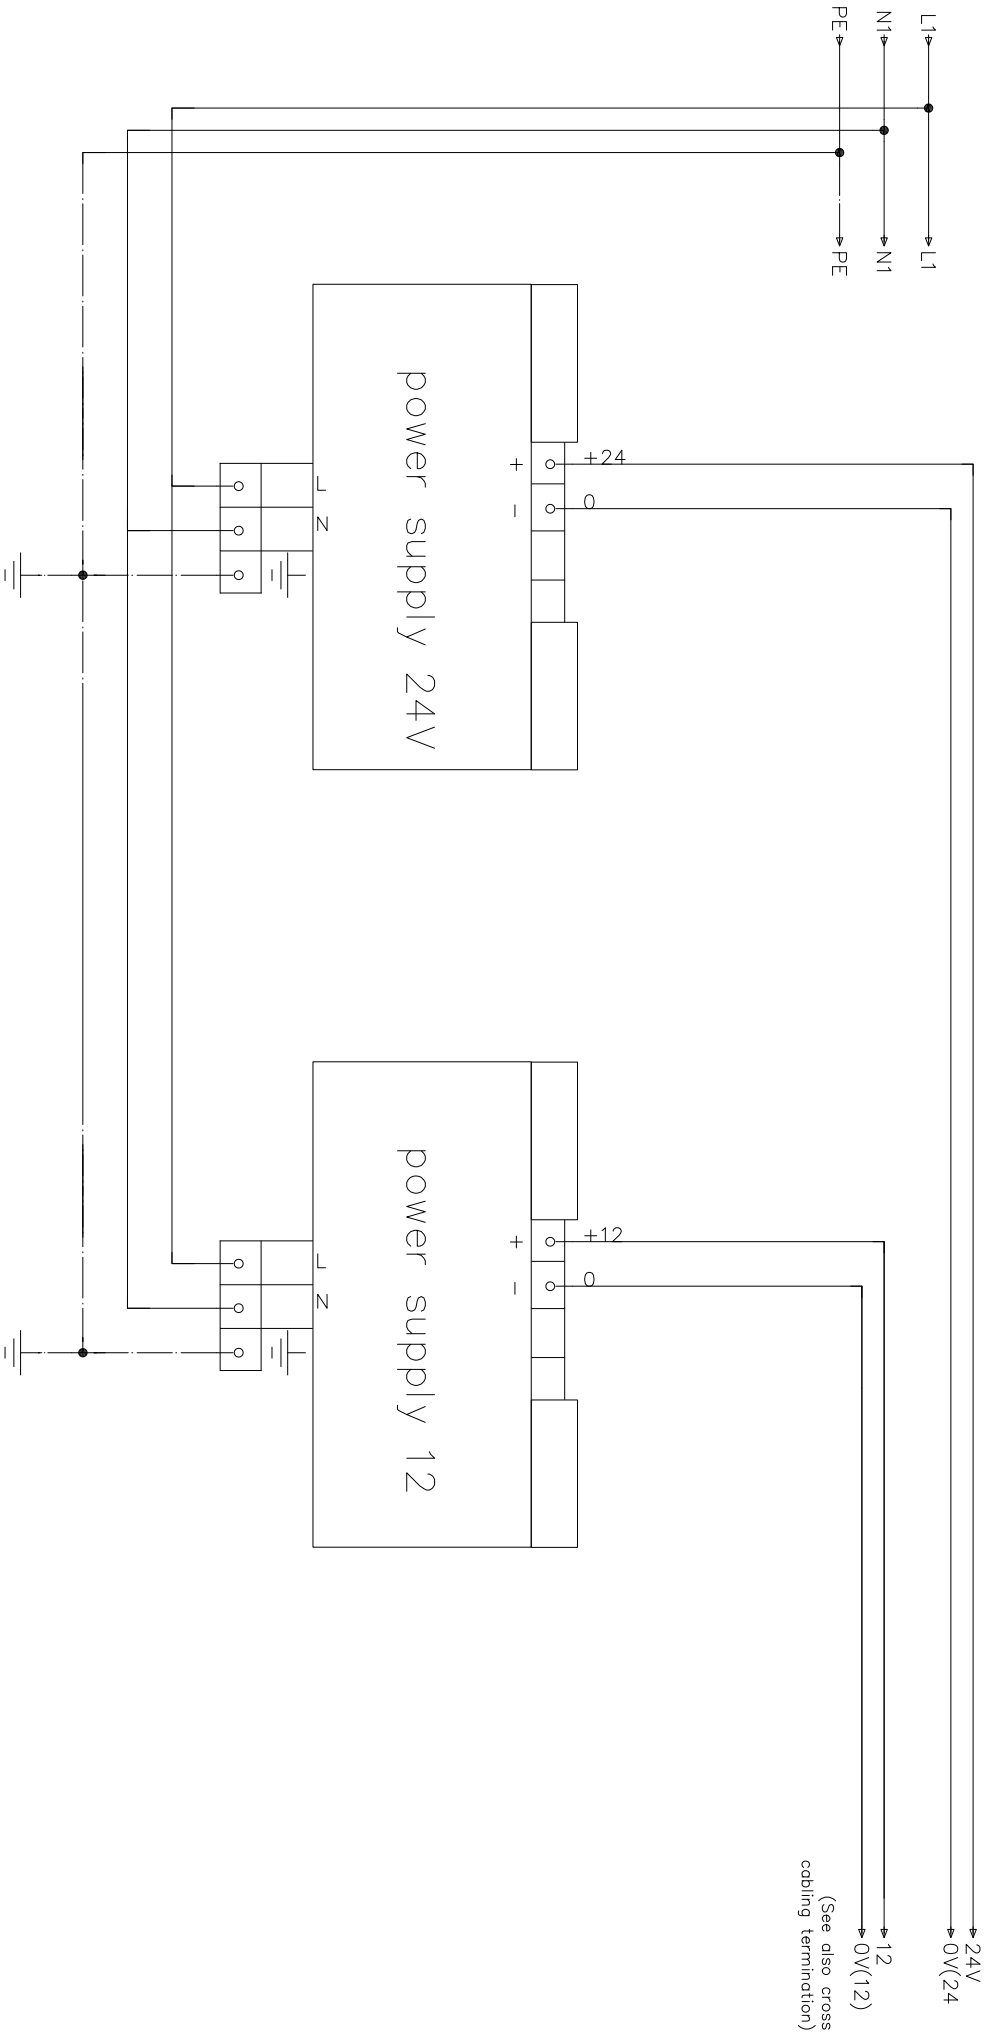 L1
N1
PE
L1
N1
PE
24V
0V(24
12
0V(12)
(See also cross
cabling termination)
+24
0
+
-
power supply 24V
L
N
+12
0
+
-
power supply 12
L
N